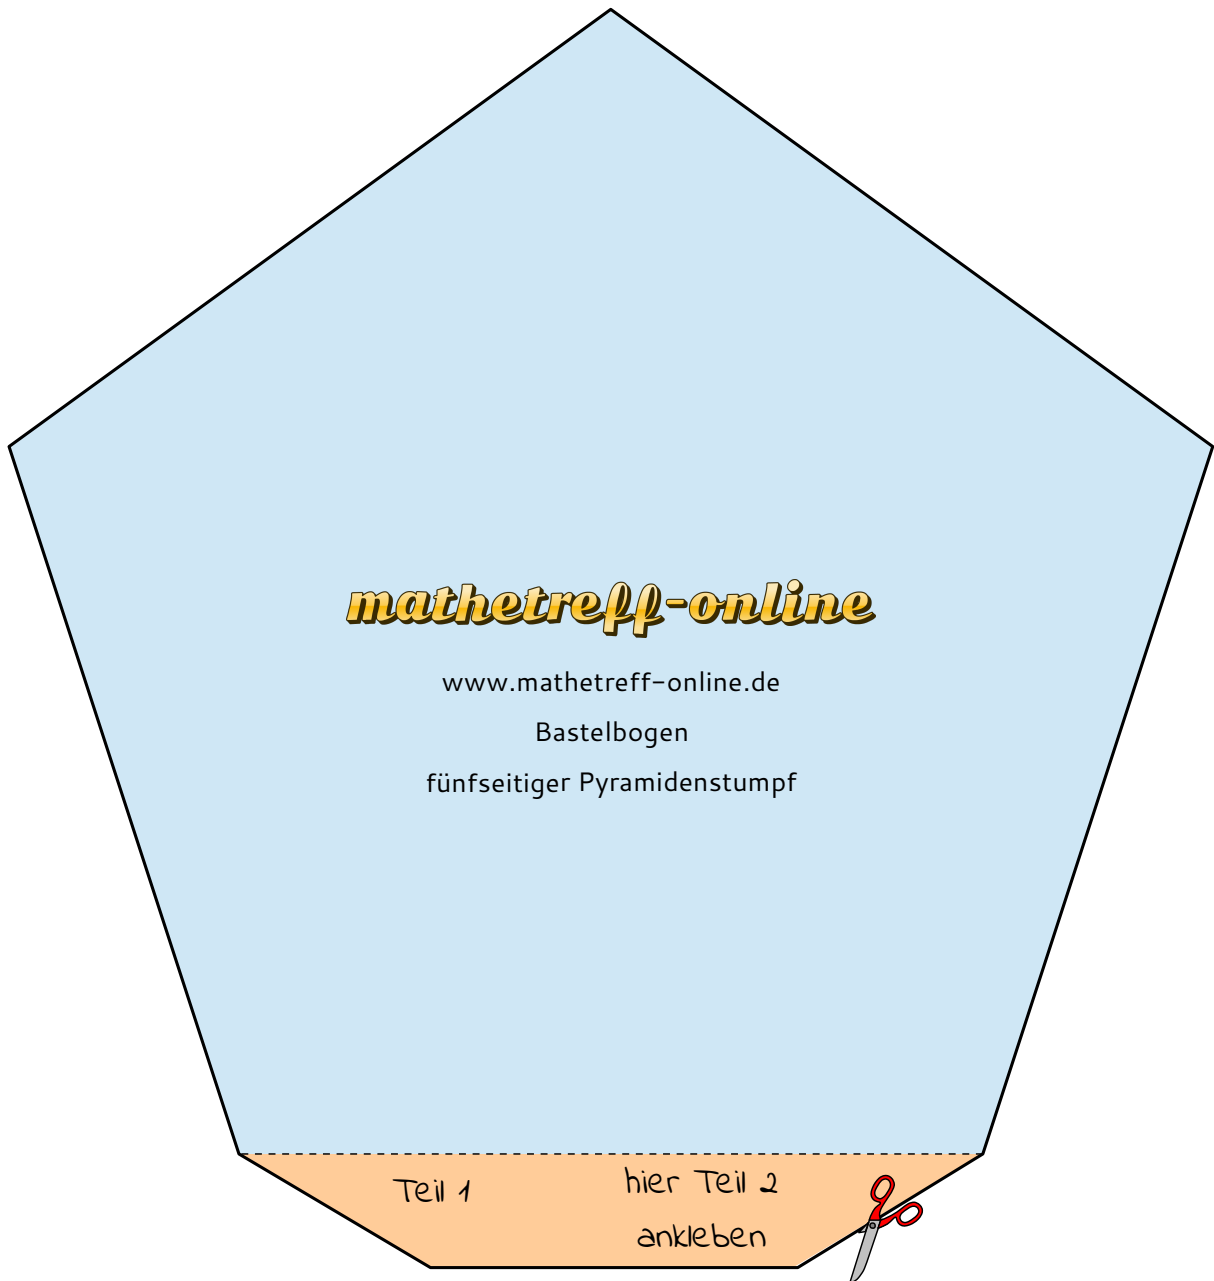 mathetreff-online
www.mathetreff-online.de
Bastelbogen
fünfseitiger Pyramidenstumpf
Teil 1
hier Teil 2
ankleben